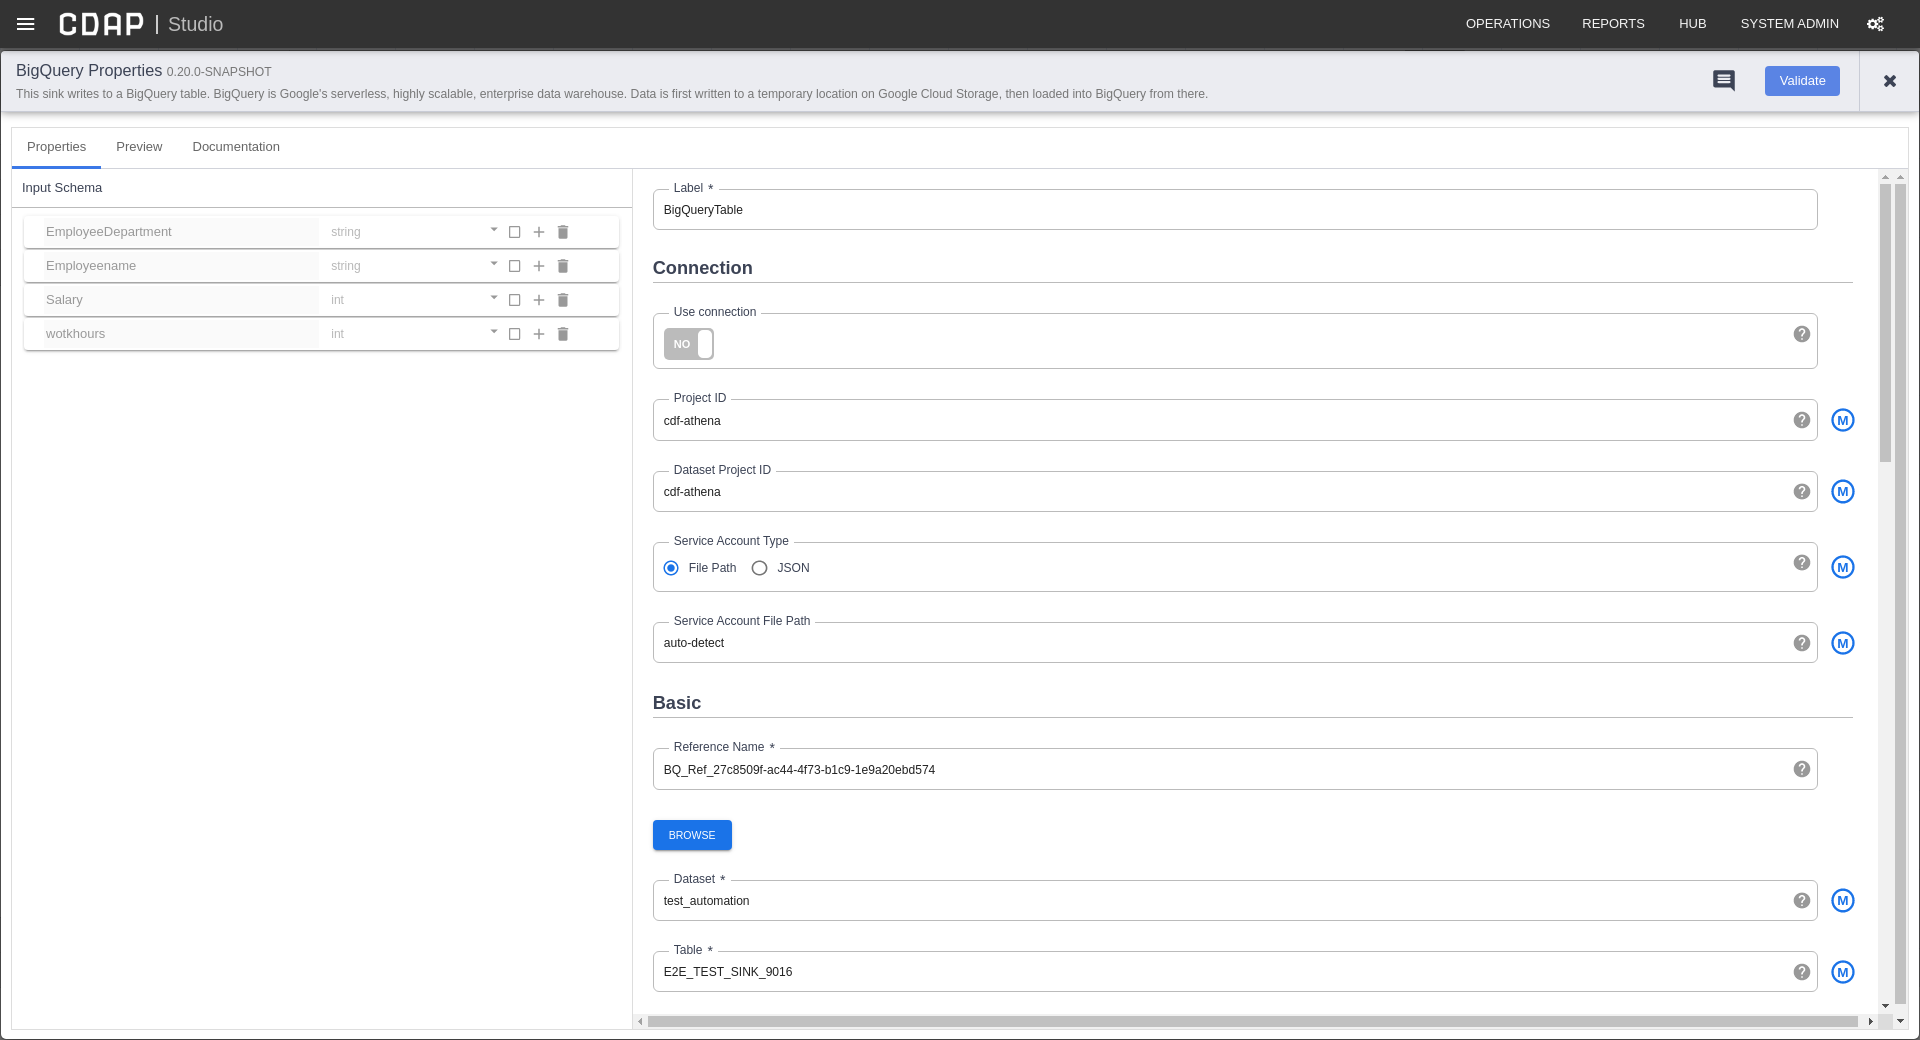 CDAP | Studio
OPERATIONS REPORTS HUB SYSTEM ADMIN
BigQuery Properties 0.20.0-SNAPSHOT
This sink writes to a BigQuery table. BigQuery is Google's serverless, highly scalable, enterprise data warehouse. Data is first written to a temporary location on Google Cloud Storage, then loaded into BigQuery from there.
Validate
Properties Preview Documentation
Input Schema
EmployeeDepartment string
Employeename string
Salary int
wotkhours int
Label *
BigQueryTable
Connection
Use connection
NO
Project ID
cdf-athena
M
Dataset Project ID
cdf-athena
M
Service Account Type
File Path JSON
M
Service Account File Path
auto-detect
M
Basic
Reference Name *
BQ_Ref_27c8509f-ac44-4f73-b1c9-1e9a20ebd574
BROWSE
Dataset *
test_automation
M
Table *
E2E_TEST_SINK_9016
M